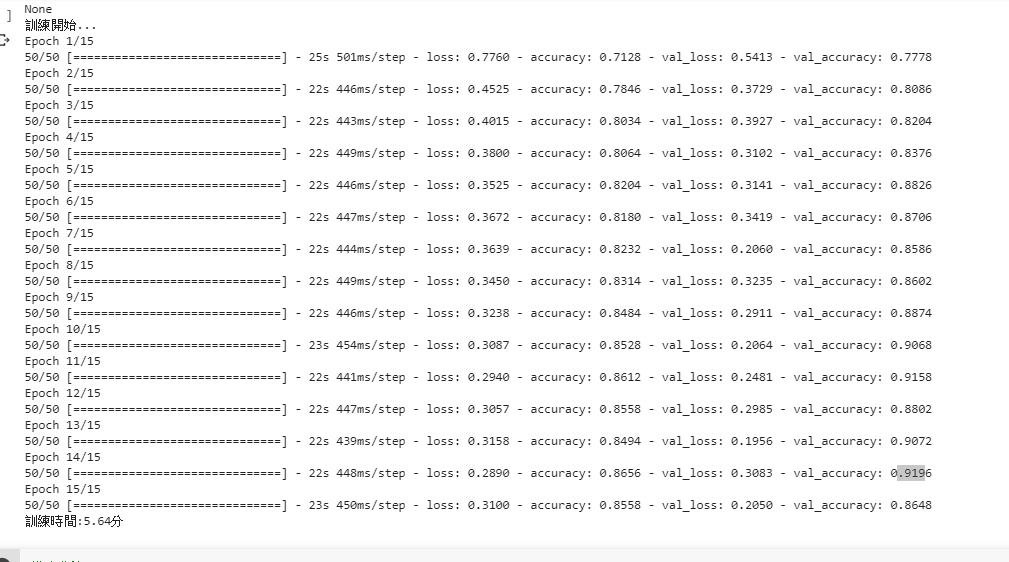 None
訓練開始...
Epoch 1/15
50/50 [==============================] - 25s 501ms/step - loss: 0.7760 - accuracy: 0.7128 - val_loss: 0.5413 - val_accuracy: 0.7778
Epoch 2/15
50/50 [==============================] - 22s 446ms/step - loss: 0.4525 - accuracy: 0.7846 - val_loss: 0.3729 - val_accuracy: 0.8086
Epoch 3/15
50/50 [==============================] - 22s 443ms/step - loss: 0.4015 - accuracy: 0.8034 - val_loss: 0.3927 - val_accuracy: 0.8204
Epoch 4/15
50/50 [==============================] - 22s 449ms/step - loss: 0.3800 - accuracy: 0.8064 - val_loss: 0.3102 - val_accuracy: 0.8376
Epoch 5/15
50/50 [==============================] - 22s 446ms/step - loss: 0.3525 - accuracy: 0.8204 - val_loss: 0.3141 - val_accuracy: 0.8826
Epoch 6/15
50/50 [==============================] - 22s 447ms/step - loss: 0.3672 - accuracy: 0.8180 - val_loss: 0.3419 - val_accuracy: 0.8706
Epoch 7/15
50/50 [==============================] - 22s 444ms/step - loss: 0.3639 - accuracy: 0.8232 - val_loss: 0.2060 - val_accuracy: 0.8586
Epoch 8/15
50/50 [==============================] - 22s 449ms/step - loss: 0.3450 - accuracy: 0.8314 - val_loss: 0.3235 - val_accuracy: 0.8602
Epoch 9/15
50/50 [==============================] - 22s 446ms/step - loss: 0.3238 - accuracy: 0.8484 - val_loss: 0.2911 - val_accuracy: 0.8874
Epoch 10/15
50/50 [==============================] - 23s 454ms/step - loss: 0.3087 - accuracy: 0.8528 - val_loss: 0.2064 - val_accuracy: 0.9068
Epoch 11/15
50/50 [==============================] - 22s 441ms/step - loss: 0.2940 - accuracy: 0.8612 - val_loss: 0.2481 - val_accuracy: 0.9158
Epoch 12/15
50/50 [==============================] - 22s 447ms/step - loss: 0.3057 - accuracy: 0.8558 - val_loss: 0.2985 - val_accuracy: 0.8802
Epoch 13/15
50/50 [==============================] - 22s 439ms/step - loss: 0.3158 - accuracy: 0.8494 - val_loss: 0.1956 - val_accuracy: 0.9072
Epoch 14/15
50/50 [==============================] - 22s 448ms/step - loss: 0.2890 - accuracy: 0.8656 - val_loss: 0.3083 - val_accuracy: 0.9196
Epoch 15/15
50/50 [==============================] - 23s 450ms/step - loss: 0.3100 - accuracy: 0.8558 - val_loss: 0.2050 - val_accuracy: 0.8648
訓練時間:5.64分